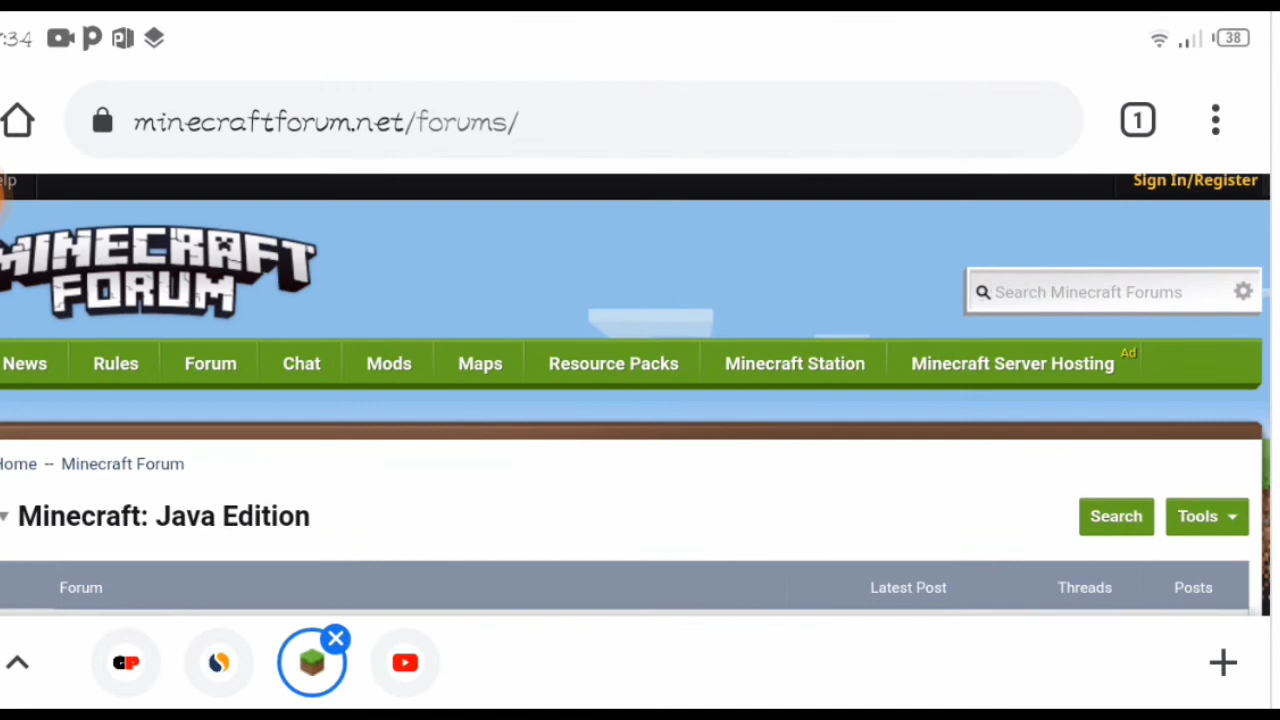 :34 38
minecraftforum.net/forums/ 1
elp Sign In/Register
MINECRAFT
FORUM
Search Minecraft Forums
News Rules Forum Chat Mods Maps Resource Packs Minecraft Station Minecraft Server Hosting Ad
Home -- Minecraft Forum
Minecraft: Java Edition Search Tools
Forum Latest Post Threads Posts
GP